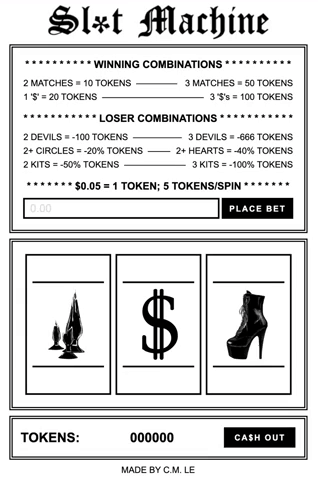 Sl*t Machine
********** WINNING COMBINATIONS **********
2 MATCHES = 10 TOKENS ——— 3 MATCHES = 50 TOKENS
1 '$' = 20 TOKENS ——— 3 '$'s = 100 TOKENS
*********** LOSER COMBINATIONS ***********
2 DEVILS = -100 TOKENS ——— 3 DEVILS = -666 TOKENS
2+ CIRCLES = -20% TOKENS —— 2+ HEARTS = -40% TOKENS
2 KITS = -50% TOKENS ——— 3 KITS = -100% TOKENS
******* $0.05 = 1 TOKEN; 5 TOKENS/SPIN *******
0.00 PLACE BET
$
TOKENS: 000000 CA$H OUT
MADE BY C.M. LE